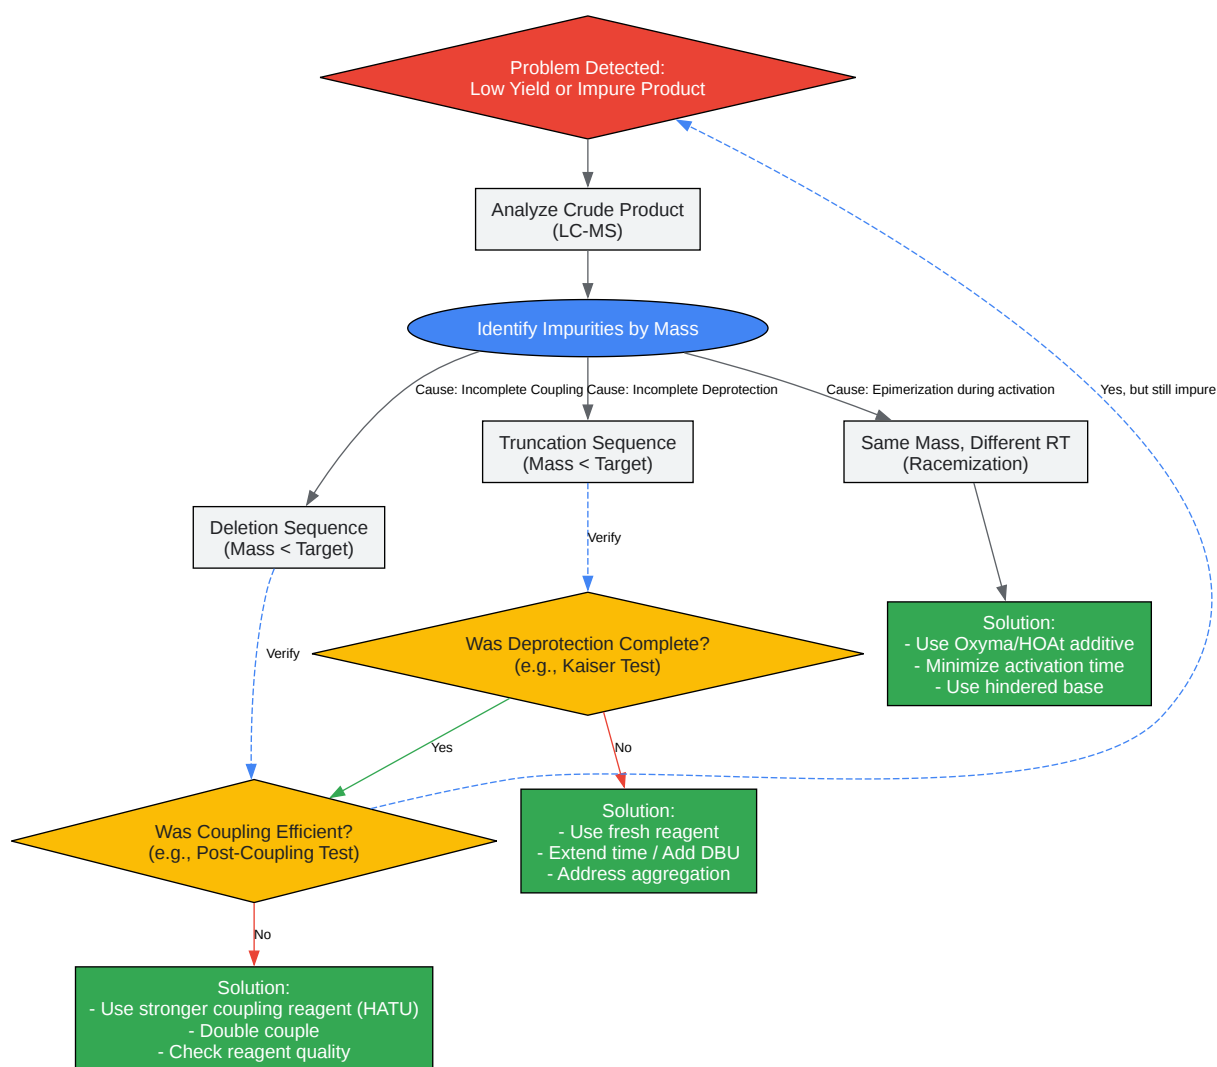 Problem Detected:
Low Yield or Impure Product
Analyze Crude Product
(LC-MS)
Identify Impurities by Mass
Cause: Incomplete Coupling
Cause: Incomplete Deprotection
Cause: Epimerization during activation
Yes, but still impure
Truncation Sequence
(Mass < Target)
Same Mass, Different RT
(Racemization)
Deletion Sequence
(Mass < Target)
Verify
Verify
Was Deprotection Complete?
(e.g., Kaiser Test)
Solution:
- Use Oxyma/HOAt additive
- Minimize activation time
- Use hindered base
Yes
No
Was Coupling Efficient?
(e.g., Post-Coupling Test)
Solution:
- Use fresh reagent
- Extend time / Add DBU
- Address aggregation
No
Solution:
- Use stronger coupling reagent (HATU)
- Double couple
- Check reagent quality